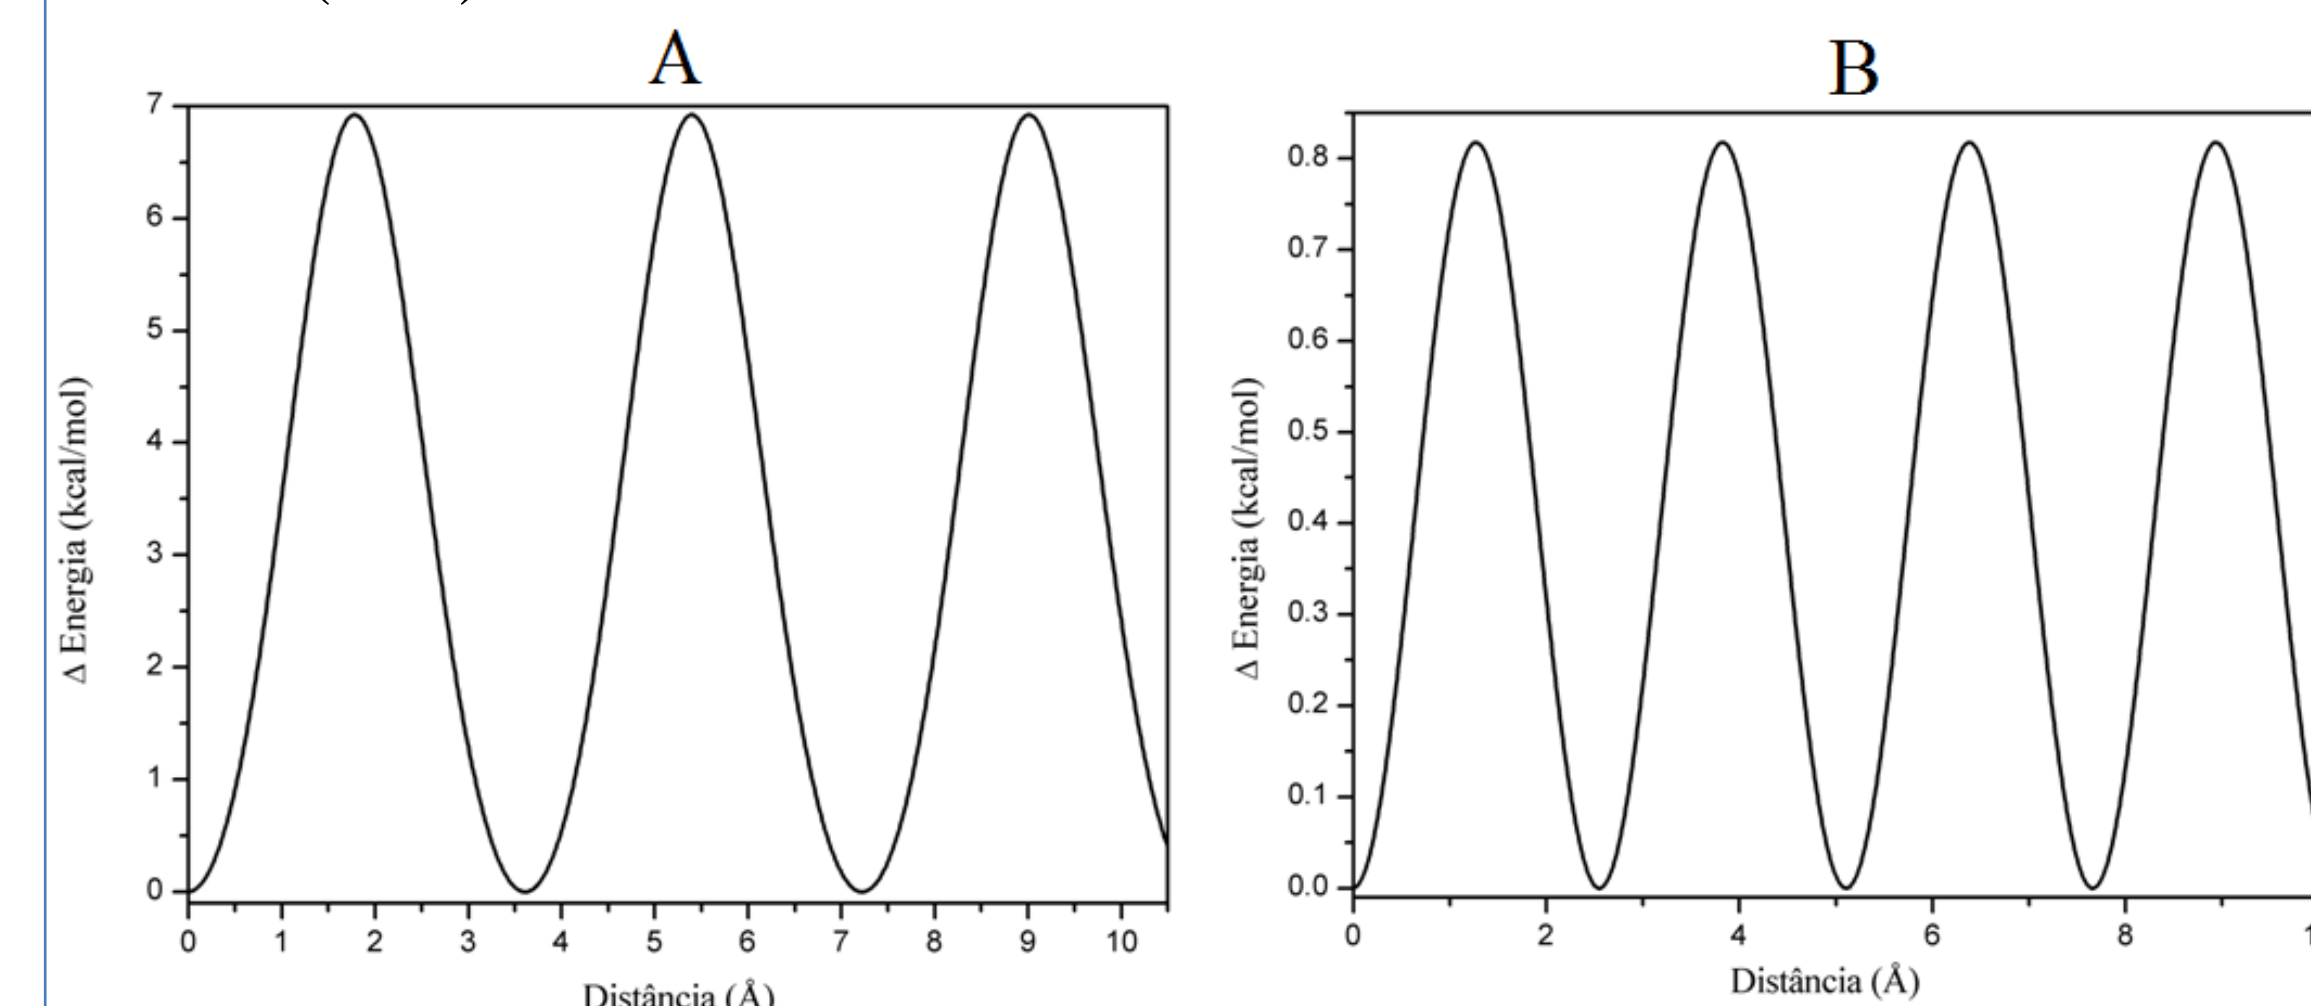 A
7
6
5
4
3
2
1
0
Δ Energia (kcal/mol)
0 1 2 3 4 5 6 7 8 9 10
Distância (Å)
B
0.8
0.7
0.6
0.5
0.4
0.3
0.2
0.1
0.0
Δ Energia (kcal/mol)
0 2 4 6 8
Distância (Å)